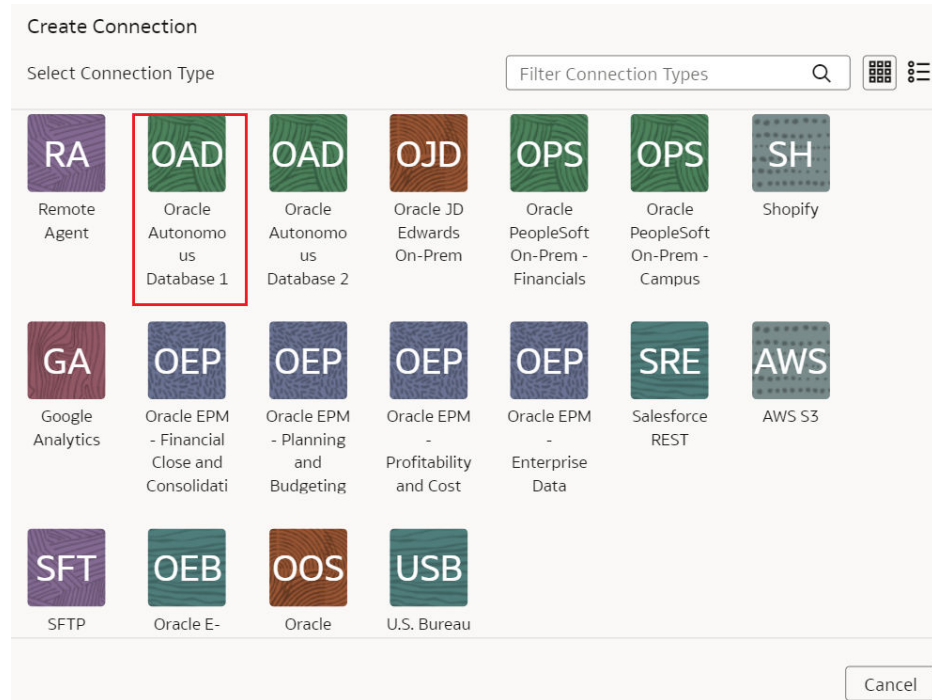 Create Connection
Select Connection Type
Filter Connection Types
RA
OAD
OAD
OJD
OPS
OPS
SH
Remote
Agent
Oracle
Autonomo
us
Database 1
Oracle
Autonomo
us
Database 2
Oracle JD
Edwards
On-Prem
Oracle
PeopleSoft
On-Prem -
Financials
Oracle
PeopleSoft
On-Prem -
Campus
Shopify
GA
OEP
OEP
OEP
OEP
SRE
AWS
Google
Analytics
Oracle EPM
- Financial
Close and
Consolidati
Oracle EPM
- Planning
and
Budgeting
Oracle EPM
-
Profitability
and Cost
Oracle EPM
-
Enterprise
Data
Salesforce
REST
AWS S3
SFT
OEB
OOS
USB
SFTP
Oracle E-
Oracle
U.S. Bureau
Cancel